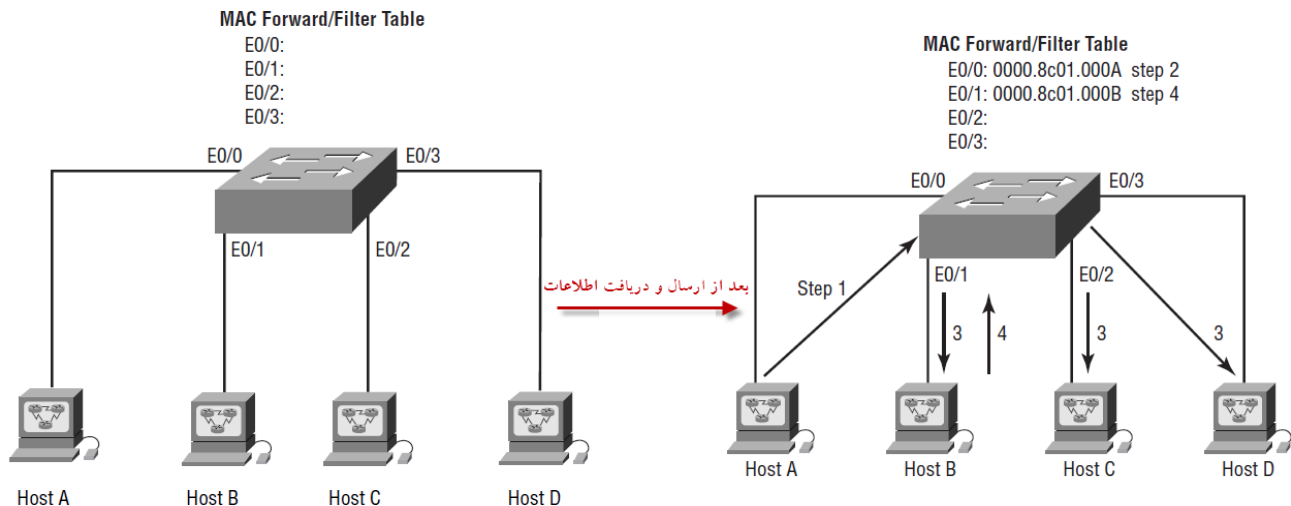 MAC Forward/Filter Table
E0/0:
E0/1:
E0/2:
E0/3:
E0/0
E0/3
E0/1
E0/2
Host A
Host B
Host C
Host D
بعد از ارسال و دریافت اطلاعات
MAC Forward/Filter Table
E0/0: 0000.8c01.000A step 2
E0/1: 0000.8c01.000B step 4
E0/2:
E0/3:
E0/0
E0/3
Step 1
E0/1
E0/2
3
4
3
3
Host A
Host B
Host C
Host D